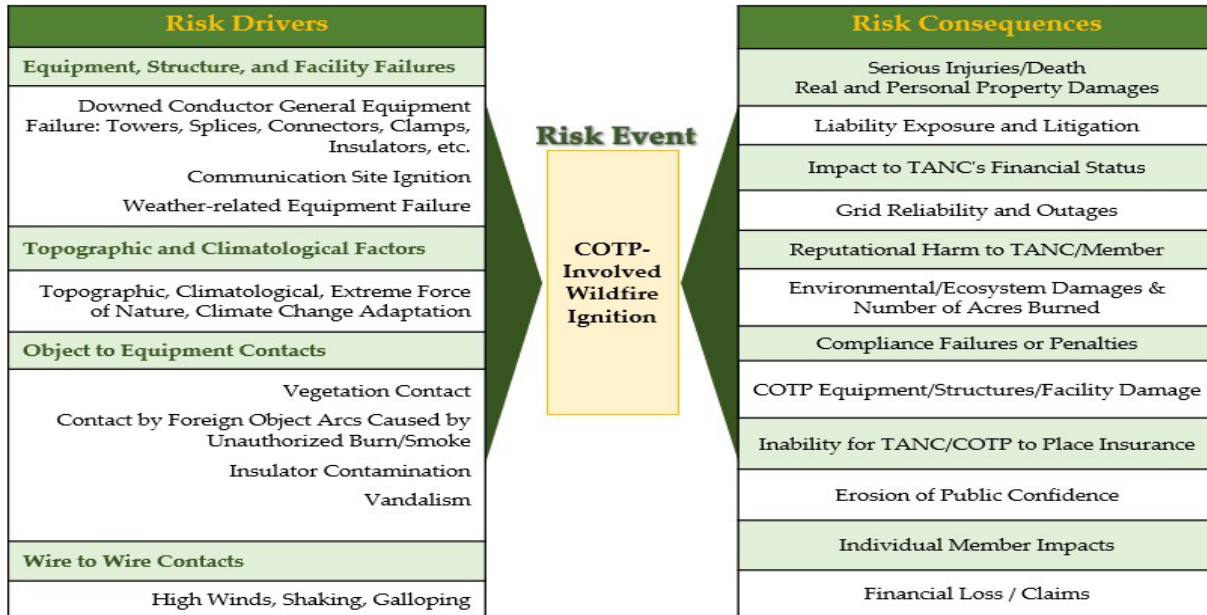 Risk Drivers
Equipment, Structure, and Facility Failures
Downed Conductor General Equipment
Failure: Towers, Splices, Connectors, Clamps,
Insulators, etc.
Communication Site Ignition
Weather-related Equipment Failure
Topographic and Climatological Factors
Topographic, Climatological, Extreme Force
of Nature, Climate Change Adaptation
Object to Equipment Contacts
Vegetation Contact
Contact by Foreign Object Arcs Caused by
Unauthorized Burn/Smoke
Insulator Contamination
Vandalism
Wire to Wire Contacts
High Winds, Shaking, Galloping
Risk Event
COTP-
Involved
Wildfire
Ignition
Risk Consequences
Serious Injuries/Death
Real and Personal Property Damages
Liability Exposure and Litigation
Impact to TANC's Financial Status
Grid Reliability and Outages
Reputational Harm to TANC/Member
Environmental/Ecosystem Damages &
Number of Acres Burned
Compliance Failures or Penalties
COTP Equipment/Structures/Facility Damage
Inability for TANC/COTP to Place Insurance
Erosion of Public Confidence
Individual Member Impacts
Financial Loss / Claims